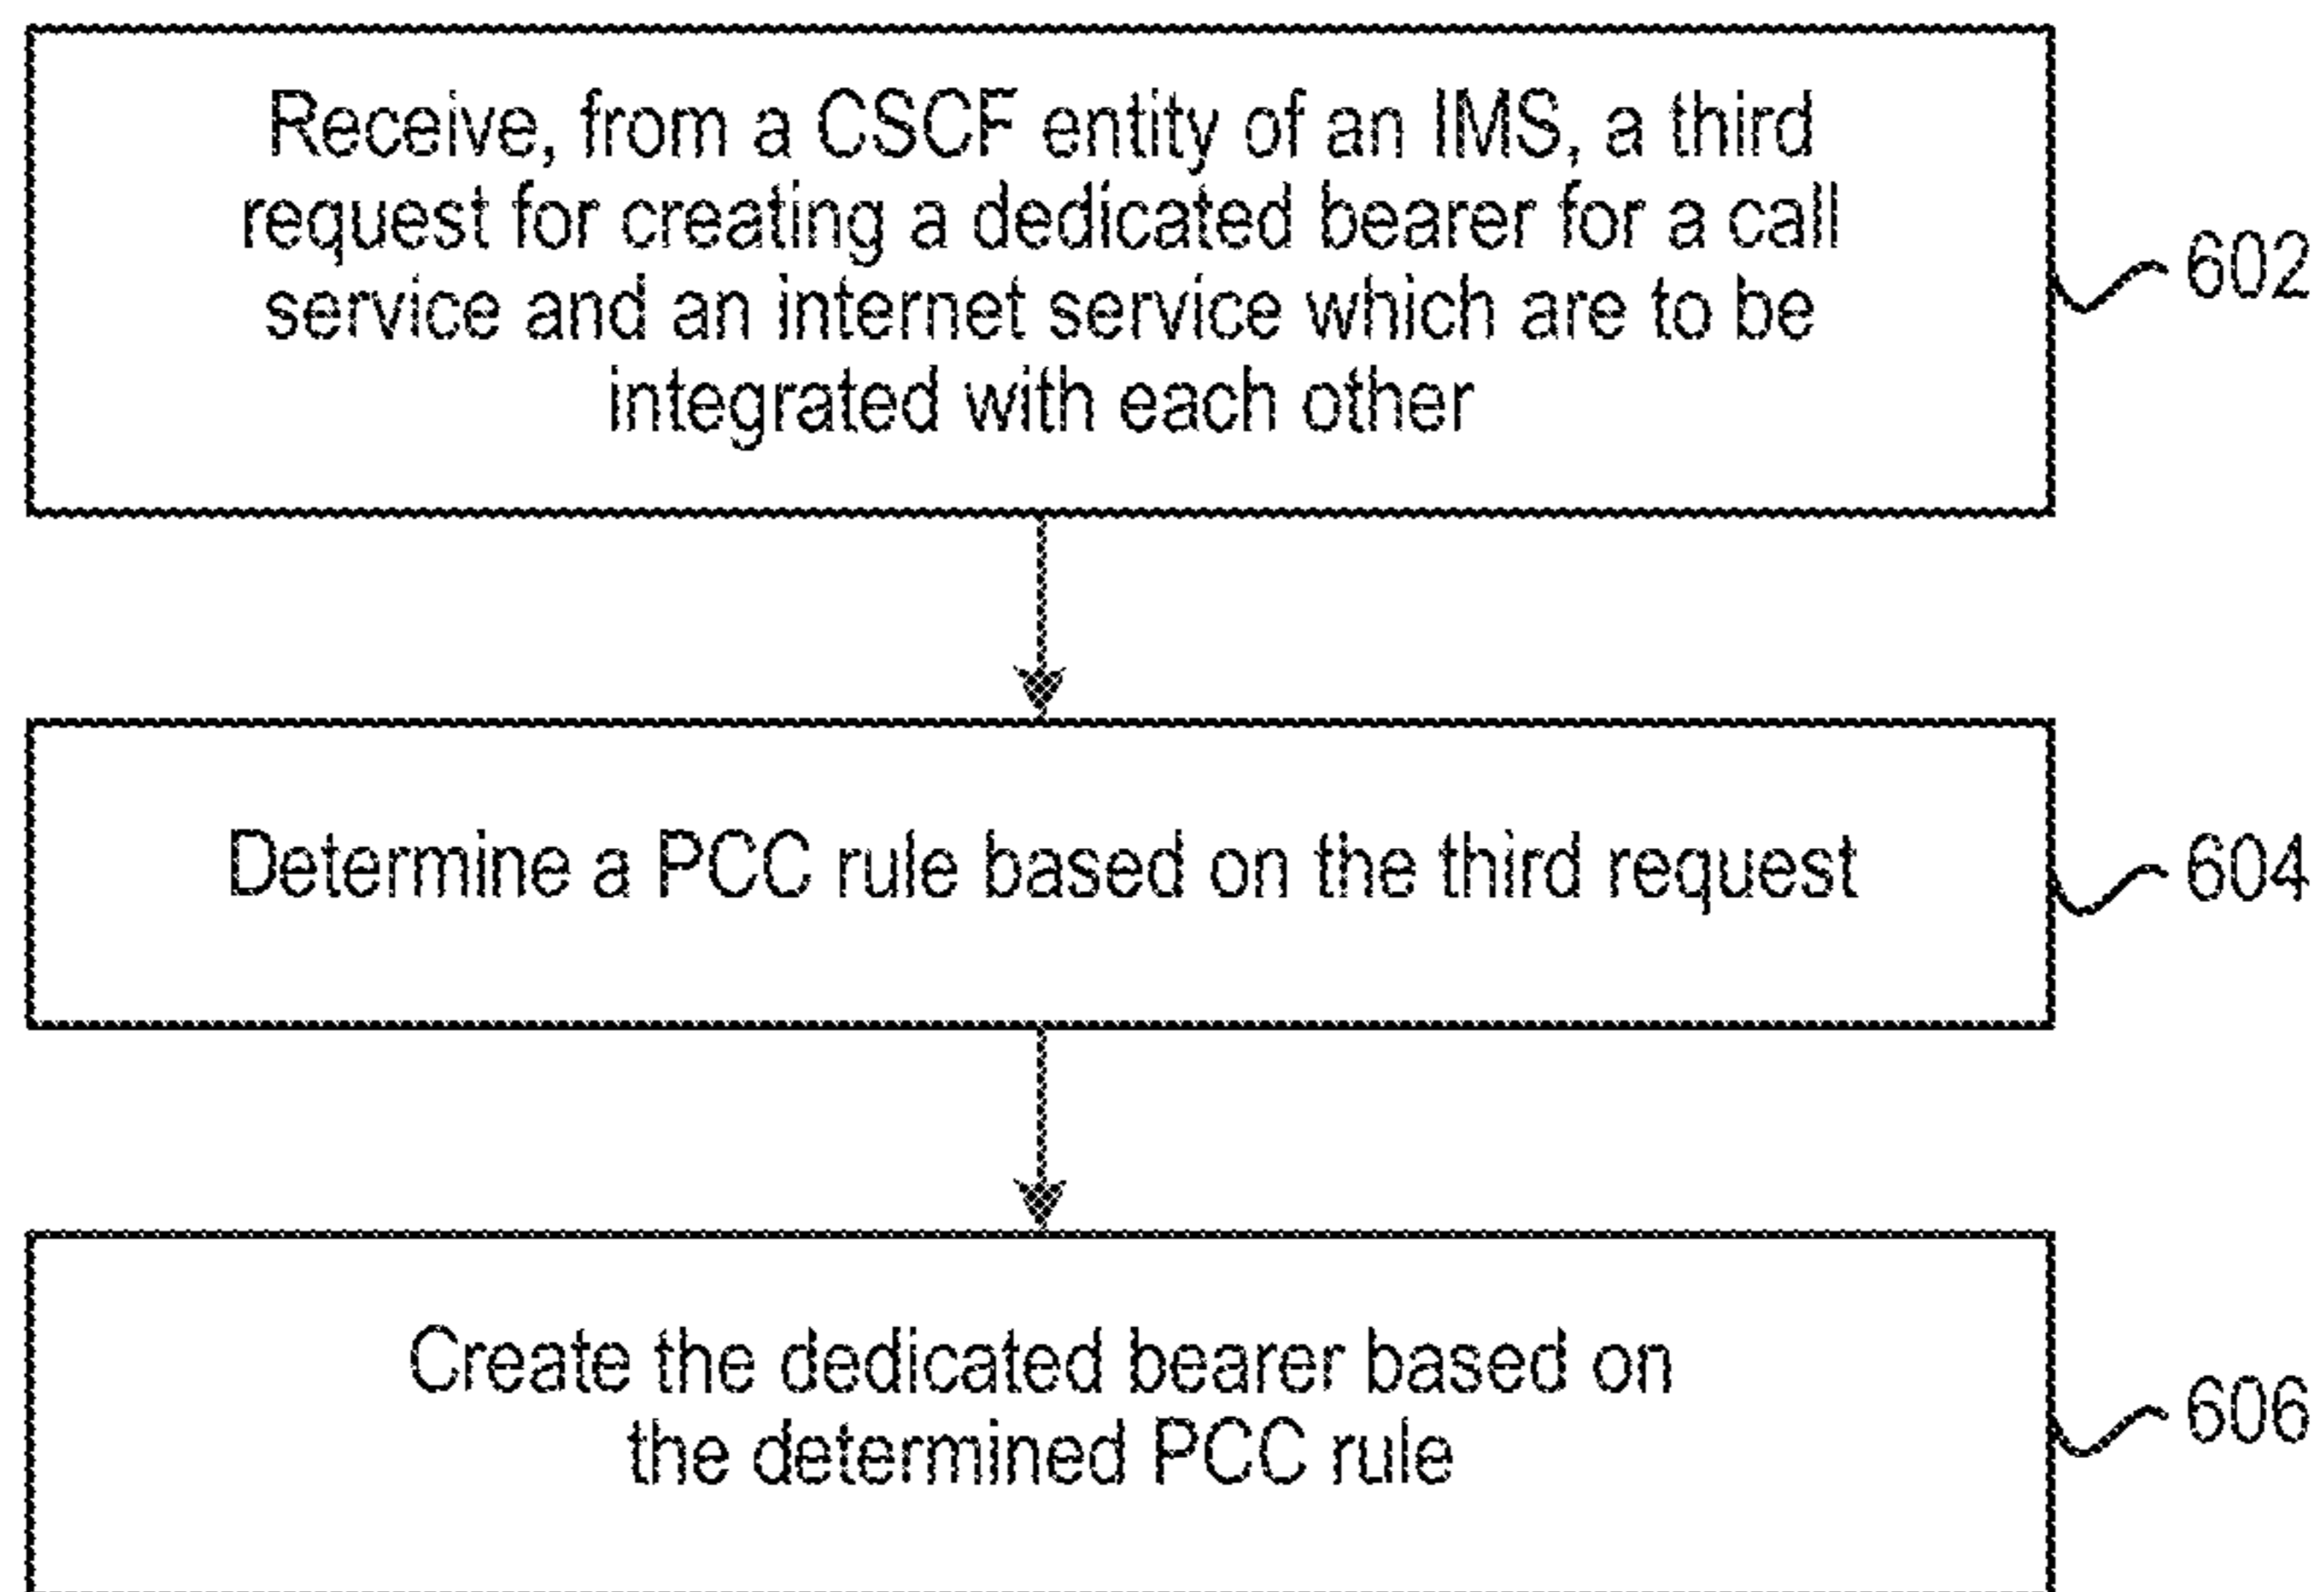 Receive, from a CSCF entity of an IMS, a third
request for creating a dedicated bearer for a call
service and an internet service which are to be
integrated with each other
602
Determine a PCC rule based on the third request
604
Create the dedicated bearer based on
the determined PCC rule
606